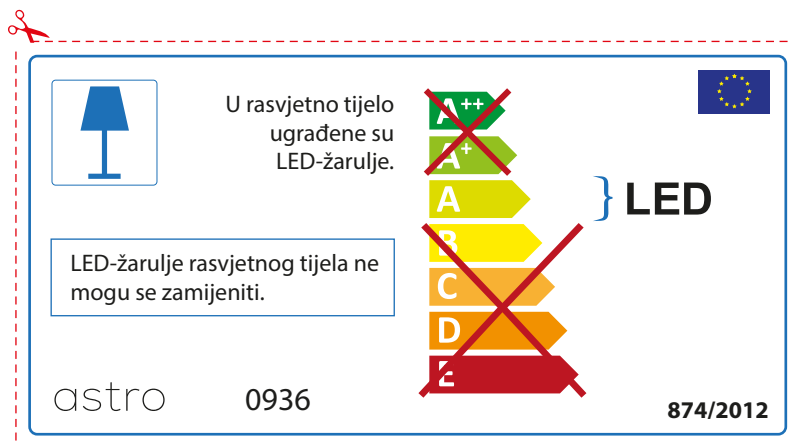 U rasvjetno tijelo
ugrađene su
LED-žarulje.
A++
A+
A
B
C
D
E
LED
LED-žarulje rasvjetnog tijela ne
mogu se zamijeniti.
astro
0936
874/2012